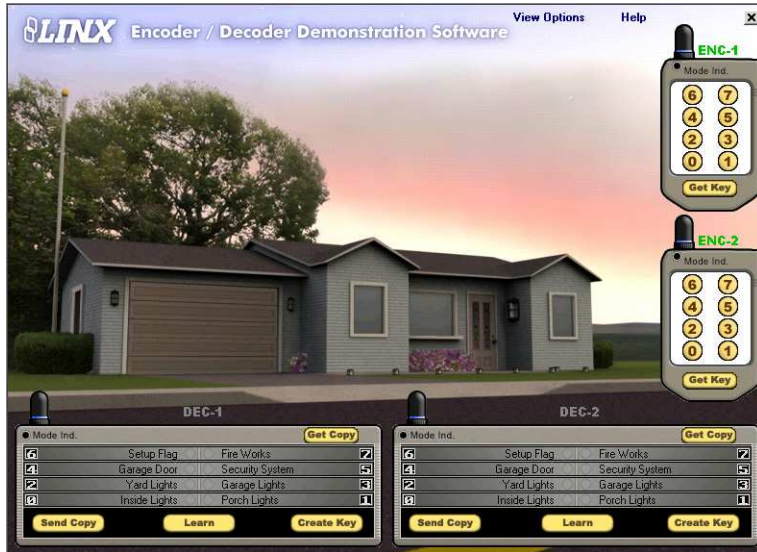 LINX Encoder / Decoder Demonstration Software
View Options Help
ENC-1
Mode Ind.
6 7
4 5
2 3
0 1
Get Key
ENC-2
Mode Ind.
6 7
4 5
2 3
0 1
Get Key
DEC-1
Mode Ind. Get Copy
6 Setup Flag Fire Works 7
4 Garage Door Security System 5
2 Yard Lights Garage Lights 3
0 Inside Lights Porch Lights 1
Send Copy Learn Create Key
DEC-2
Mode Ind. Get Copy
6 Setup Flag Fire Works 7
4 Garage Door Security System 5
2 Yard Lights Garage Lights 3
0 Inside Lights Porch Lights 1
Send Copy Learn Create Key